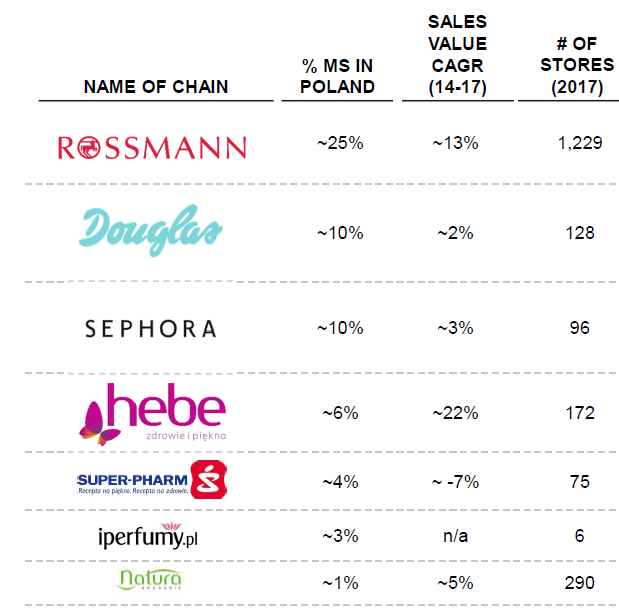 SALES
VALUE
CAGR
(14-17)
# OF
STORES
(2017)
% MS IN
POLAND
NAME OF CHAIN
ROSSMANN ~25% ~13% 1,229
Douglas ~10% ~2% 128
SEPHORA ~10% ~3% 96
hebe
zdrowie i piękno
~6% ~22% 172
SUPER-PHARM
Recepta na piękno. Recepta na zdrowie.
~4% ~ -7% 75
iperfumy.pl ~3% n/a 6
Natura
DROGERIE
~1% ~5% 290